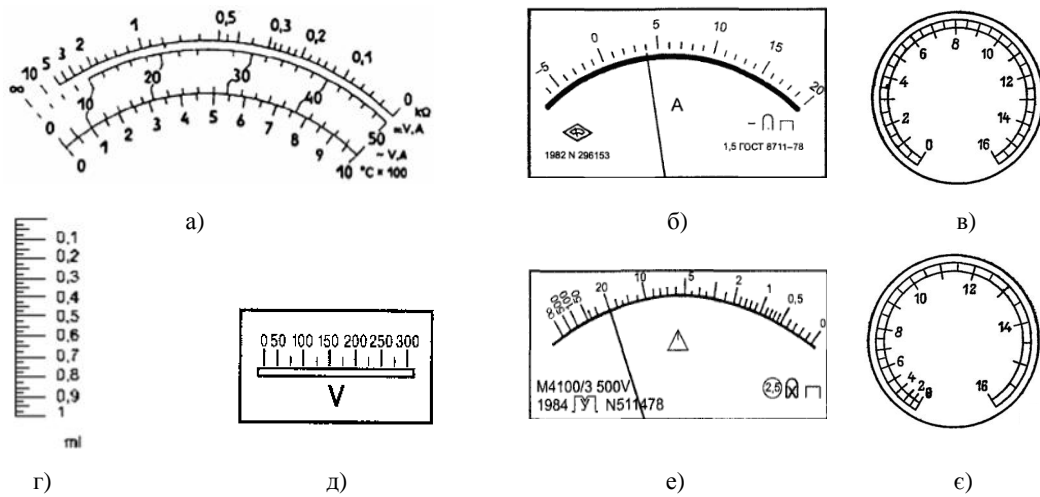 ∞ 10 5 3 2 1 0,5 0,3 0,2 0,1 0 kΩ
0 10 20 30 40 50 =V,A
0 1 2 3 4 5 6 7 8 9 10 ~V,A
°C × 100
а)
-5 0 5 10 15 20
A
1982 N 296153
1,5 ГОСТ 8711–78
б)
0 2 4 6 8 10 12 14 16
в)
0,1
0,2
0,3
0,4
0,5
0,6
0,7
0,8
0,9
1
ml
г)
0 50 100 150 200 250 300
V
д)
20 10 5 2 1 0,5 0
M4100/3 500V
1984 У N511478
2,5
е)
0 2 4 6 8 10 12 14 16
є)